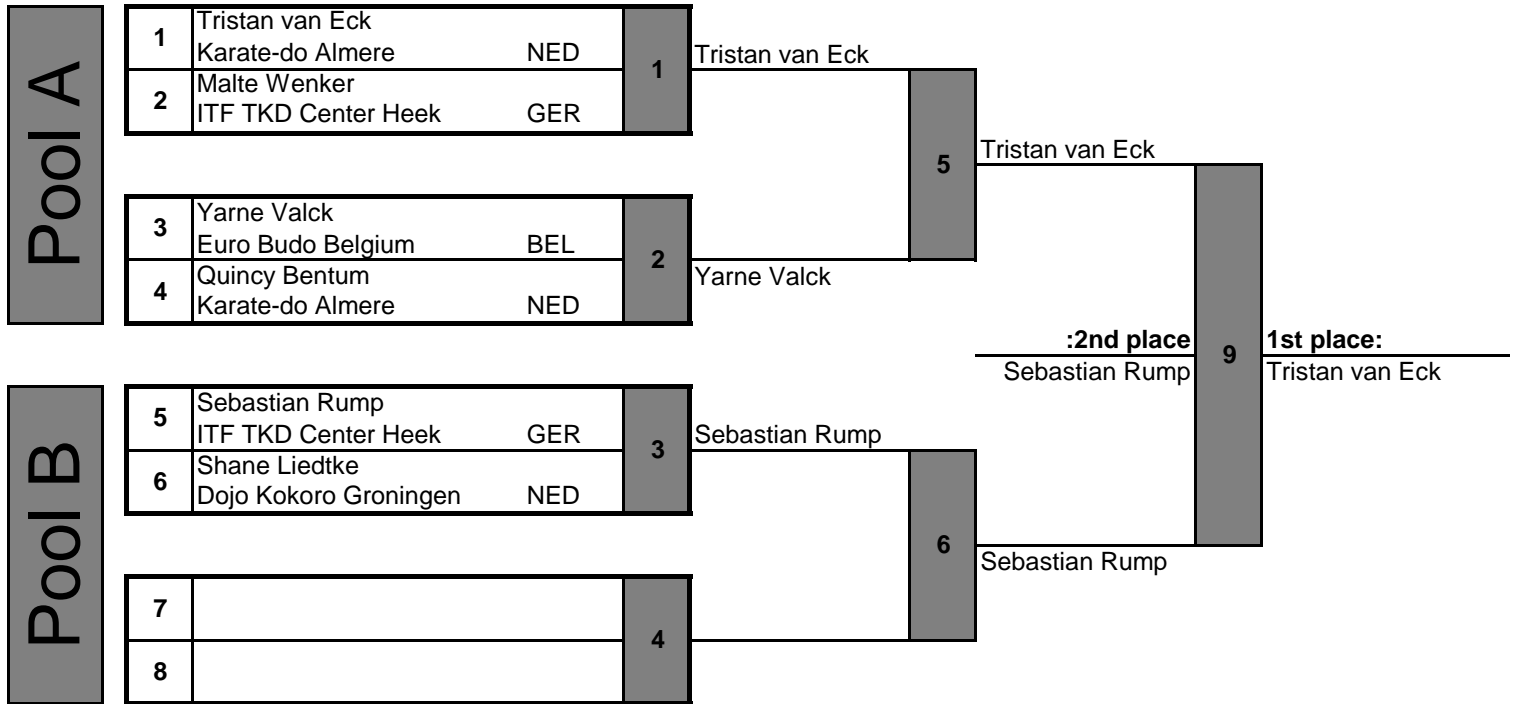 Pool A
1
Tristan van Eck
Karate-do Almere NED
2
Malte Wenker
ITF TKD Center Heek GER
1
Tristan van Eck
3
Yarne Valck
Euro Budo Belgium BEL
4
Quincy Bentum
Karate-do Almere NED
2
Yarne Valck
5
Tristan van Eck
Pool B
5
Sebastian Rump
ITF TKD Center Heek GER
6
Shane Liedtke
Dojo Kokoro Groningen NED
3
Sebastian Rump
7
8
4
6
Sebastian Rump
:2nd place
Sebastian Rump
9
1st place:
Tristan van Eck